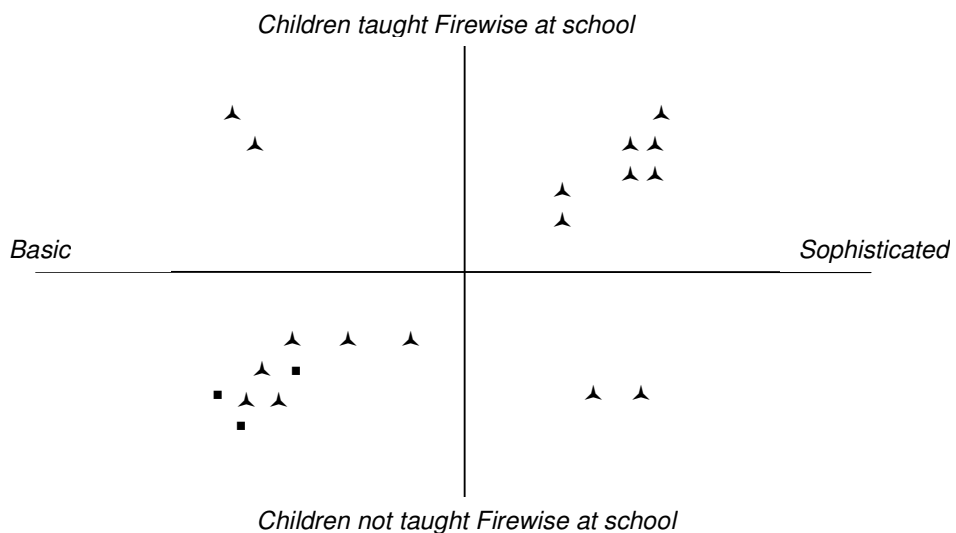 Children taught Firewise at school
Basic
Sophisticated
Children not taught Firewise at school